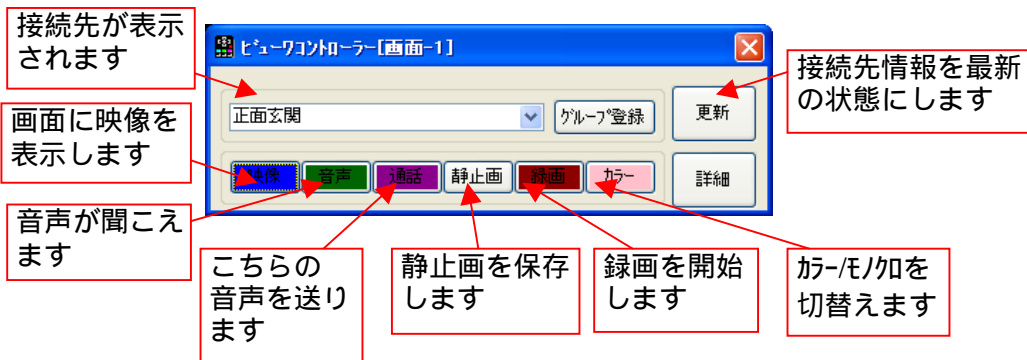 接続先が表示
されます
ﾋﾞｭｰﾜｺﾝﾄﾛｰﾗｰ[画面-1]
接続先情報を最新
の状態にします
正面玄関
ｸﾞﾙｰﾌﾟ登録
更新
画面に映像を
表示します
映像
音声
通話
静止画
録画
ｶﾗｰ
詳細
音声が聞こえ
ます
こちらの
音声を送り
ます
静止画を保存
します
録画を開始
します
ｶﾗｰ/ﾓﾉｸﾛを
切替えます